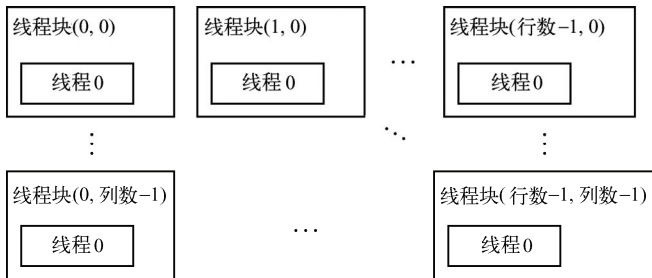 线程块(0, 0)
线程块(1, 0)
线程块(行数-1, 0)
线程0
线程0
…
线程0
线程块(0, 列数-1)
线程块(行数-1, 列数-1)
线程0
…
线程0